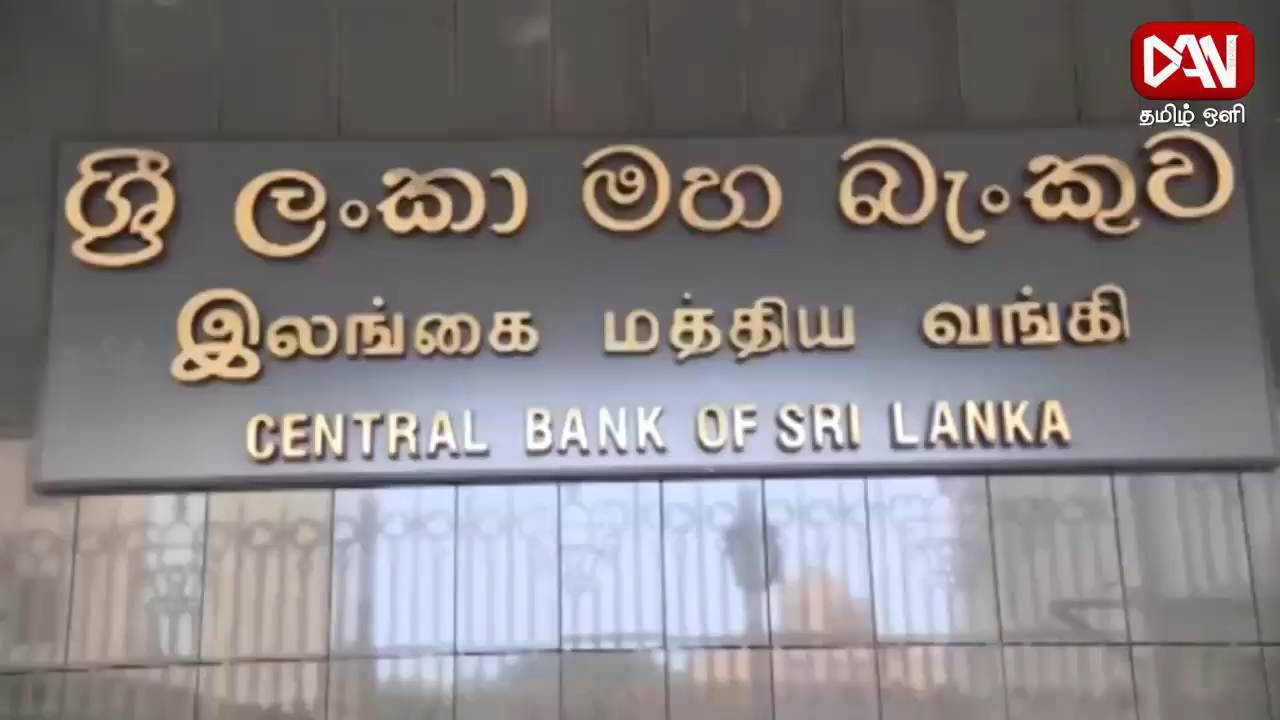 DAN
தமிழ் ஒளி
ශ්‍රී ලංකා මහ බැංකුව
இலங்கை மத்திய வங்கி
CENTRAL BANK OF SRI LANKA